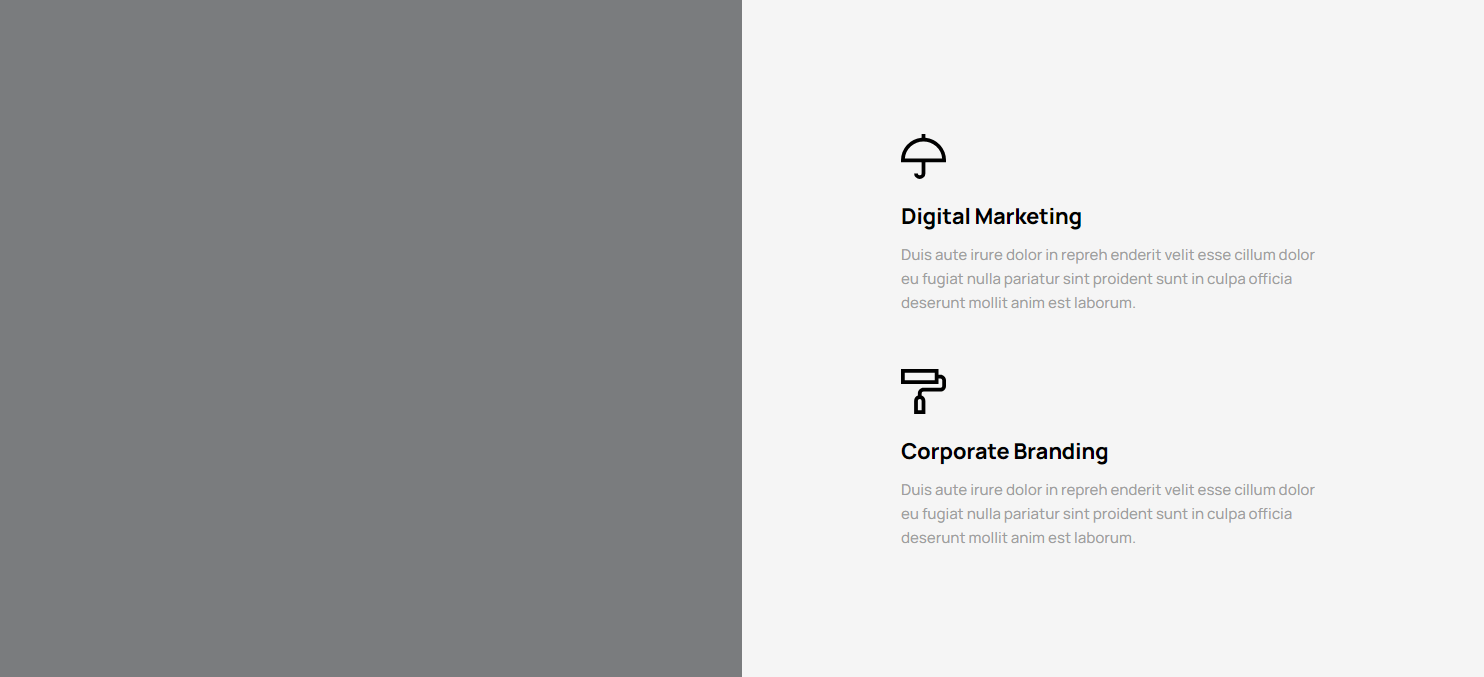 Digital Marketing
Duis aute irure dolor in repreh enderit velit esse cillum dolor
eu fugiat nulla pariatur sint proident sunt in culpa officia
deserunt mollit anim est laborum.
Corporate Branding
Duis aute irure dolor in repreh enderit velit esse cillum dolor
eu fugiat nulla pariatur sint proident sunt in culpa officia
deserunt mollit anim est laborum.